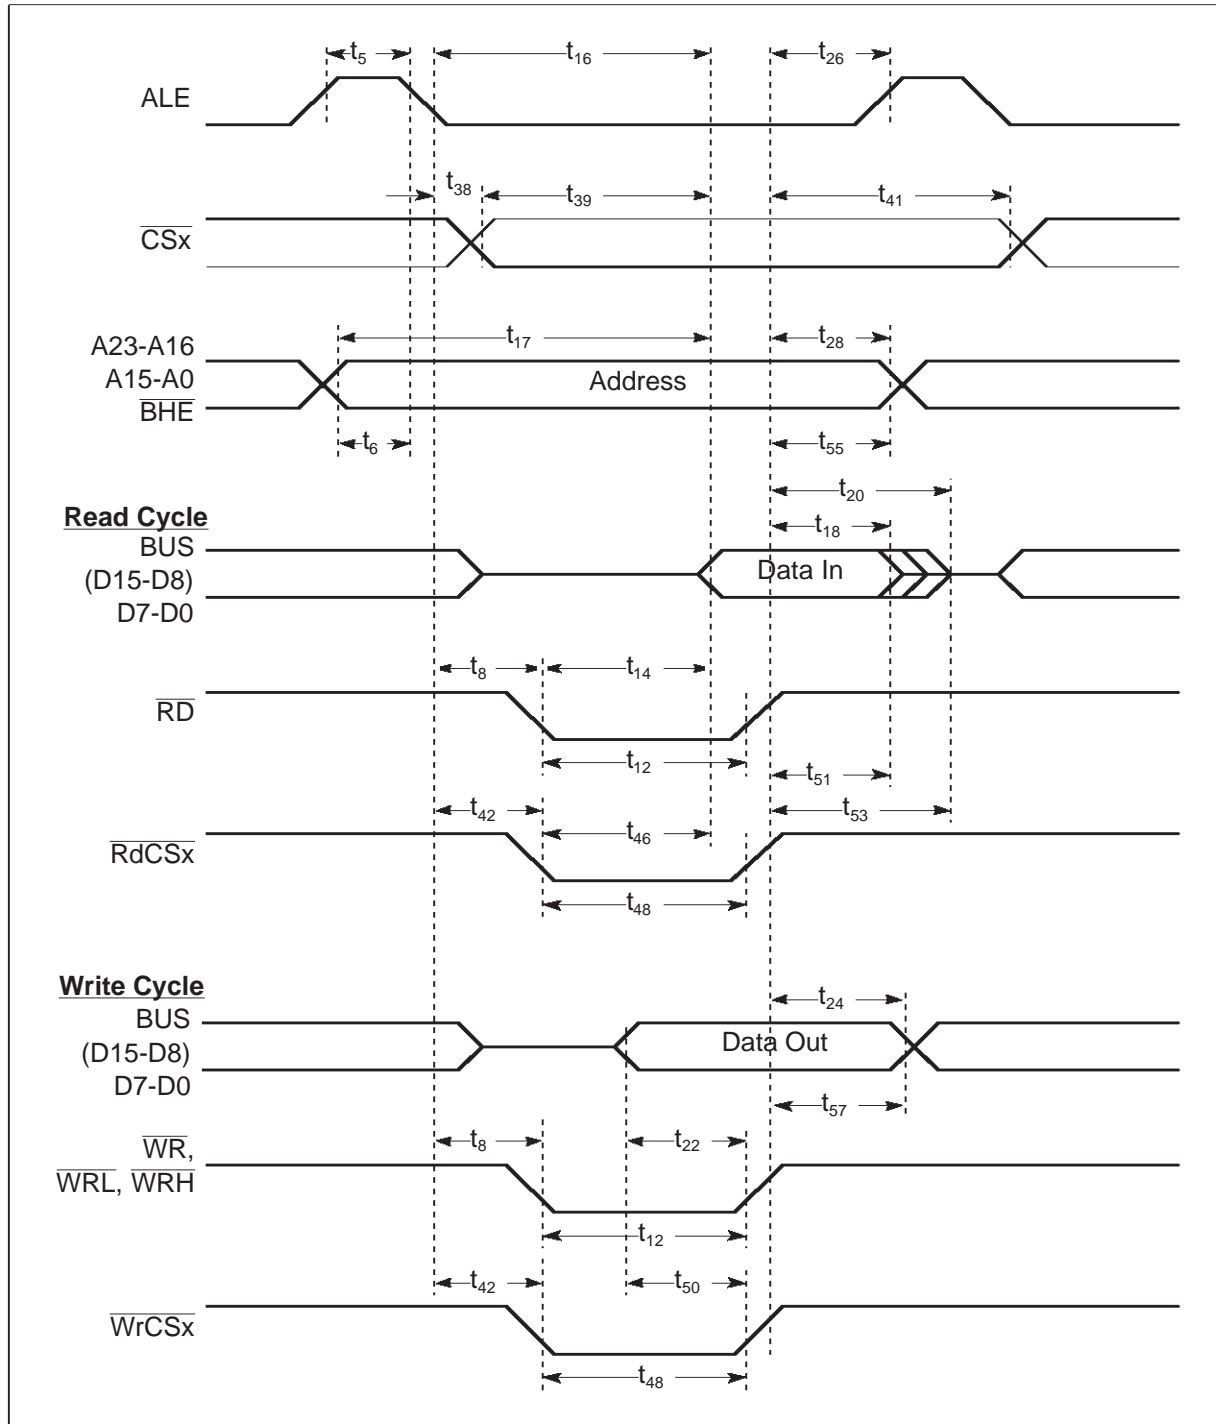 t5 t16 t26
ALE
t38 t39 t41
CSx
t17 t28
A23-A16
A15-A0
BHE
Address
t6 t55
t20
Read Cycle
t18
BUS
(D15-D8)
D7-D0
Data In
t8 t14
RD
t12 t51
t42 t46 t53
RdCSx
t48
Write Cycle
t24
BUS
(D15-D8)
D7-D0
Data Out
t57
t8 t22
WR,
WRL, WRH
t12
t42 t50
WrCSx
t48